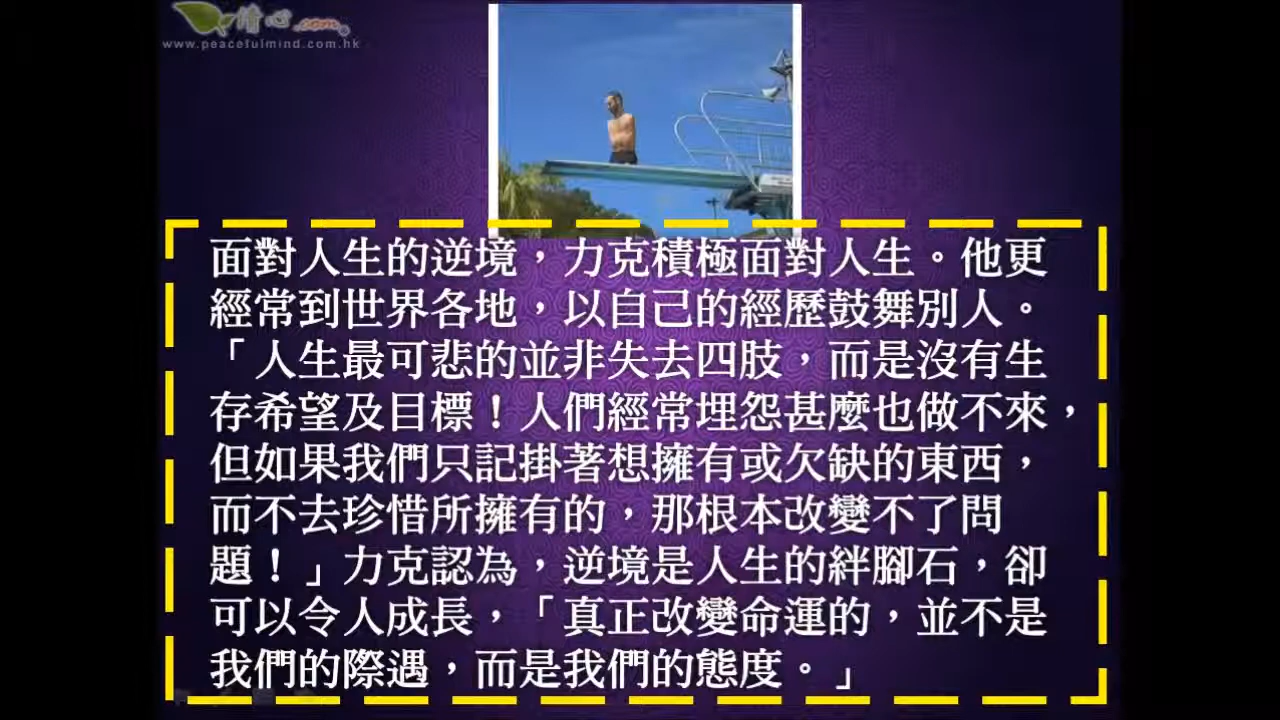 情心.com
www.peacefulmind.com.hk
面對人生的逆境，力克積極面對人生。他更
經常到世界各地，以自己的經歷鼓舞別人。
「人生最可悲的並非失去四肢，而是沒有生
存希望及目標！人們經常埋怨甚麼也做不來，
但如果我們只記掛著想擁有或欠缺的東西，
而不去珍惜所擁有的，那根本改變不了問
題！」力克認為，逆境是人生的絆腳石，卻
可以令人成長，「真正改變命運的，並不是
我們的際遇，而是我們的態度。」